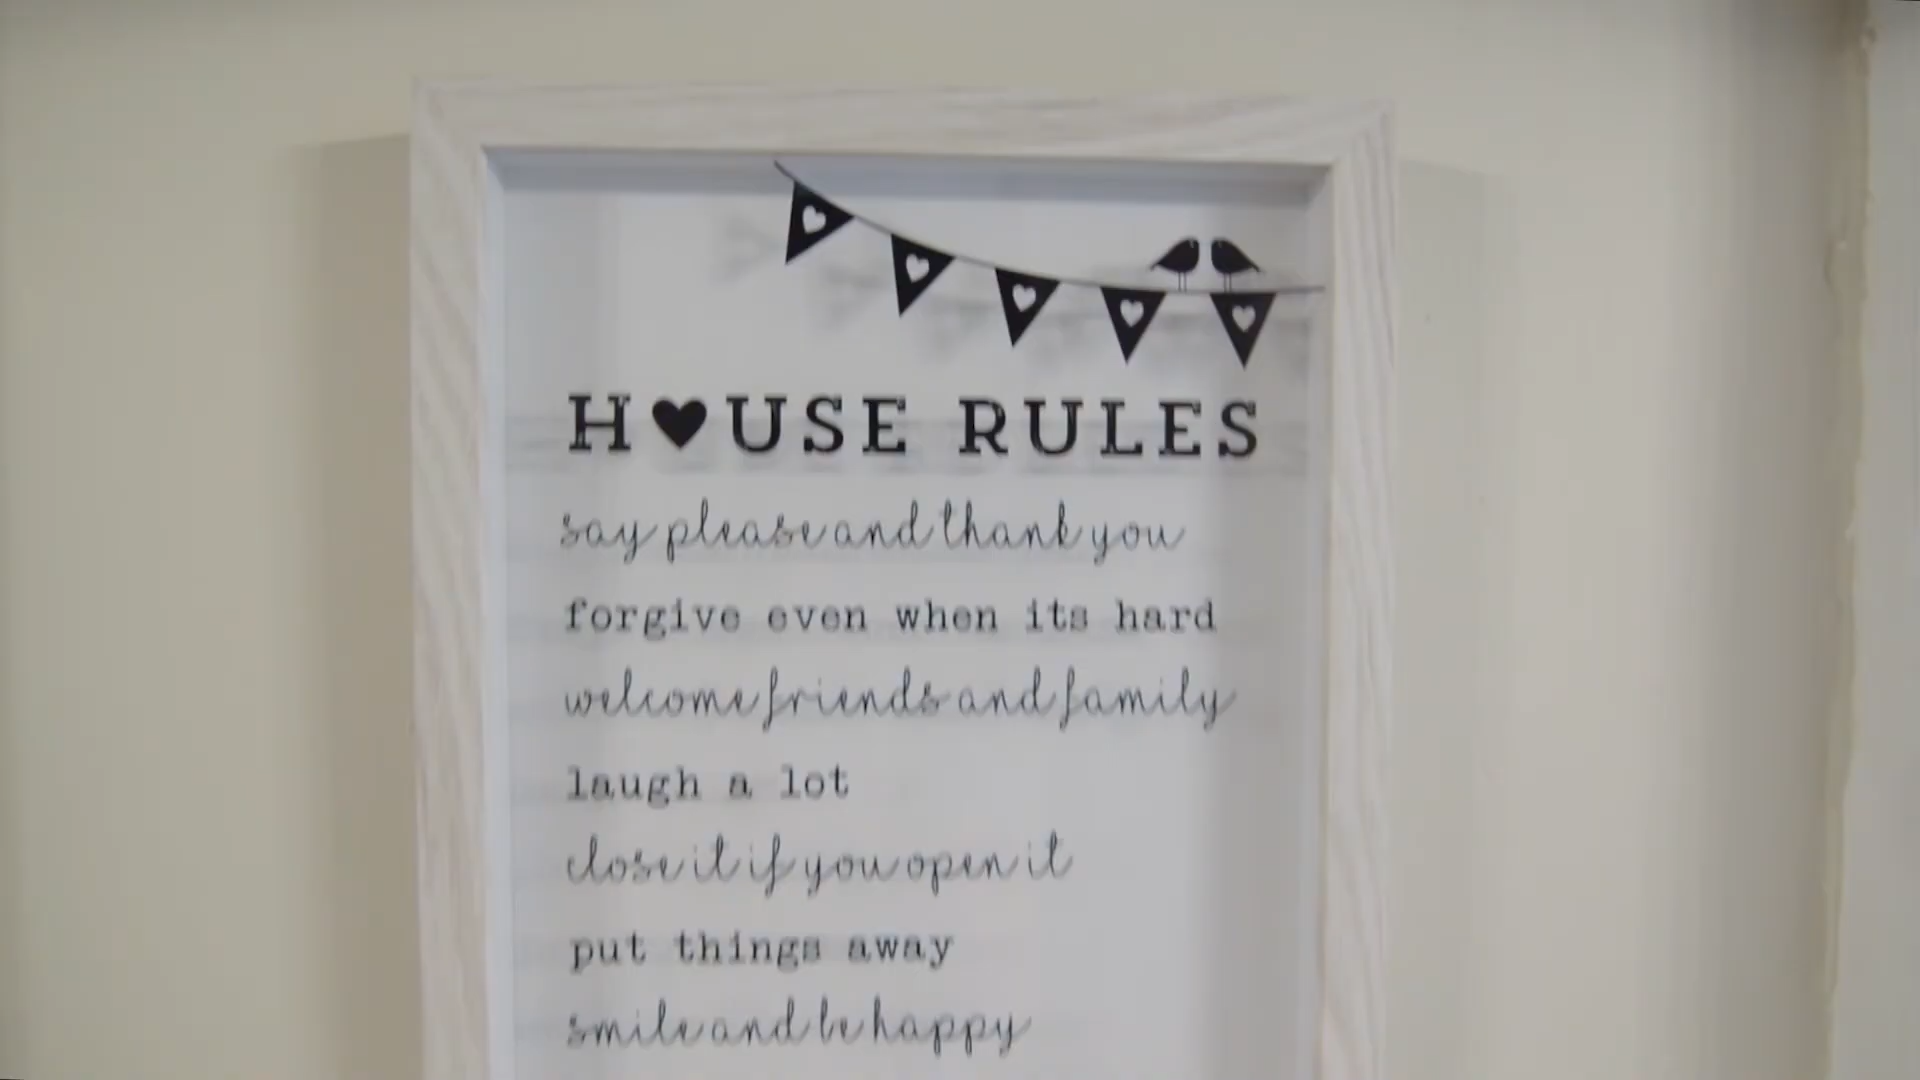 H♥USE RULES
say please and thank you
forgive even when its hard
welcome friends and family
laugh a lot
close it if you open it
put things away
smile and be happy